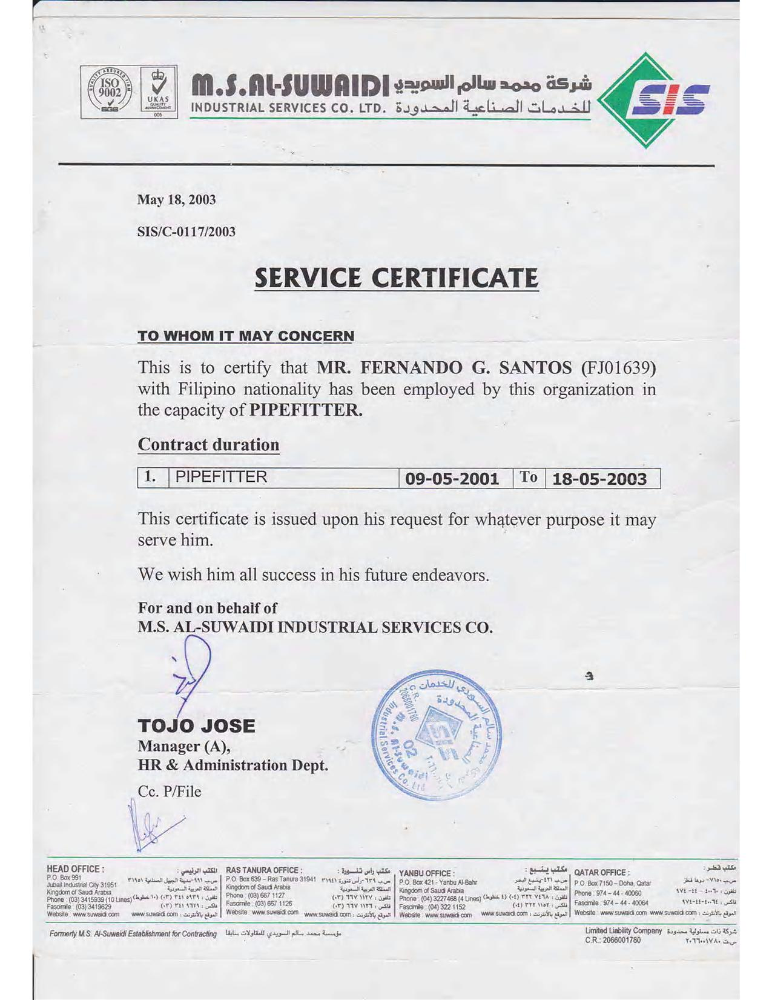 QUALITY ASSURED FIRM
ISO
9002
SGS
UKAS
QUALITY
MANAGEMENT
005
M.S.AL-SUWAIDI شركة محمد سالم السويدي
INDUSTRIAL SERVICES CO. LTD. للخدمات الصناعية المحدودة
SIS
May 18, 2003
SIS/C-0117/2003
SERVICE CERTIFICATE
TO WHOM IT MAY CONCERN
This is to certify that MR. FERNANDO G. SANTOS (FJ01639)
with Filipino nationality has been employed by this organization in
the capacity of PIPEFITTER.
Contract duration
1. PIPEFITTER 09-05-2001 To 18-05-2003
This certificate is issued upon his request for whatever purpose it may
serve him.
We wish him all success in his future endeavors.
For and on behalf of
M.S. AL-SUWAIDI INDUSTRIAL SERVICES CO.
TOJO JOSE
Manager (A),
HR & Administration Dept.
Cc. P/File
شركة محمد سالم السويدي للخدمات
الصناعية المحدودة
C.R. 2066001780
SIS
02
M.S. Al-Suwaidi
Industrial Services Co. Ltd
HEAD OFFICE : المكتب الرئيسي :
P.O. Box 991 ص.ب ٩٩١-مدينة الجبيل الصناعية ٣١٩٥١
Jubail Industrial City 31951 المملكة العربية السعودية
Kingdom of Saudi Arabia
Phone : (03) 3415939 (10 Lines) تلفون : ٣٤١ ٥٩٣٩ (٠٣) (١٠ خطوط)
Facsimile : (03) 3419629 فاكس : ٣٤١ ٩٦٢٩ (٠٣)
Website : www.suwaidi.com الموقع بالأنترنت : www.suwaidi.com
RAS TANURA OFFICE : مكتب رأس تنورة :
P.O. Box 639 – Ras Tanura 31941 ص.ب ٦٣٩-رأس تنورة ٣١٩٤١
Kingdom of Saudi Arabia المملكة العربية السعودية
Phone : (03) 667 1127 تلفون : ٦٦٧ ١١٢٧ (٠٣)
Facsimile : (03) 667 1126 فاكس : ٦٦٧ ١١٢٦ (٠٣)
Website : www.suwaidi.com الموقع بالأنترنت : www.suwaidi.com
YANBU OFFICE : مكتب ينبع :
P.O. Box 421 - Yanbu Al-Bahr ص.ب ٤٢١-ينبع البحر
Kingdom of Saudi Arabia المملكة العربية السعودية
Phone : (04) 3227468 (4 Lines) تلفون : ٣٢٢ ٧٤٦٨ (٠٤) (٤ خطوط)
Facsimile : (04) 322 1152 فاكس : ٣٢٢ ١١٥٢ (٠٤)
Website : www.suwaidi.com الموقع بالأنترنت : www.suwaidi.com
QATAR OFFICE : مكتب قطر :
P.O. Box 7150 – Doha, Qatar ص.ب ٧١٥٠- دوحة قطر
Phone : 974 – 44 - 40060 تلفون : ٤٠٠٦٠ - ٤٤ - ٩٧٤
Facsimile : 974 – 44 - 40064 فاكس : ٤٠٠٦٤-٤٤-٩٧٤
Website : www.suwaidi.com الموقع بالأنترنت : www.suwaidi.com
Formerly M.S. Al-Suwaidi Establishment for Contracting مؤسسة محمد سالم السويدي للمقاولات سابقا
Limited Liability Company شركة ذات مسئولية محدودة
C.R.: 2066001780 س.ت. ٢٠٦٦٠٠١٧٨٠